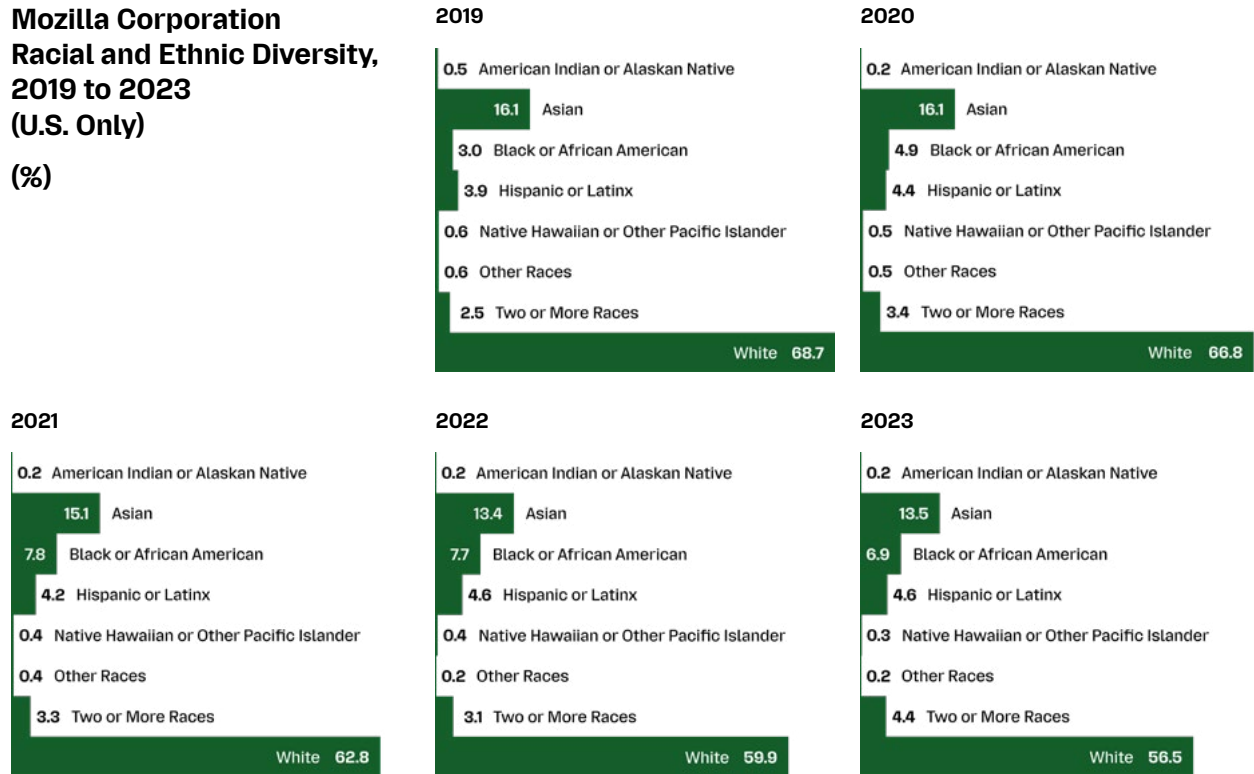 Mozilla Corporation
Racial and Ethnic Diversity,
2019 to 2023
(U.S. Only)
(%)
2019
0.5 American Indian or Alaskan Native
16.1 Asian
3.0 Black or African American
3.9 Hispanic or Latinx
0.6 Native Hawaiian or Other Pacific Islander
0.6 Other Races
2.5 Two or More Races
White 68.7
2020
0.2 American Indian or Alaskan Native
16.1 Asian
4.9 Black or African American
4.4 Hispanic or Latinx
0.5 Native Hawaiian or Other Pacific Islander
0.5 Other Races
3.4 Two or More Races
White 66.8
2021
0.2 American Indian or Alaskan Native
15.1 Asian
7.8 Black or African American
4.2 Hispanic or Latinx
0.4 Native Hawaiian or Other Pacific Islander
0.4 Other Races
3.3 Two or More Races
White 62.8
2022
0.2 American Indian or Alaskan Native
13.4 Asian
7.7 Black or African American
4.6 Hispanic or Latinx
0.4 Native Hawaiian or Other Pacific Islander
0.2 Other Races
3.1 Two or More Races
White 59.9
2023
0.2 American Indian or Alaskan Native
13.5 Asian
6.9 Black or African American
4.6 Hispanic or Latinx
0.3 Native Hawaiian or Other Pacific Islander
0.2 Other Races
4.4 Two or More Races
White 56.5